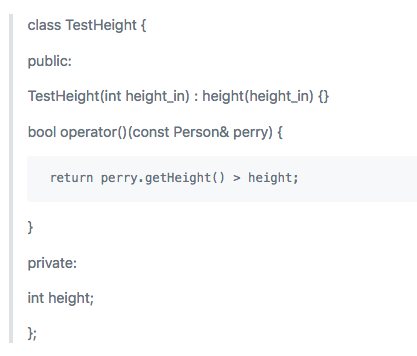 class TestHeight {
public:
TestHeight(int height_in) : height(height_in) {}
bool operator()(const Person& perry) {
return perry.getHeight() > height;
}
private:
int height;
};